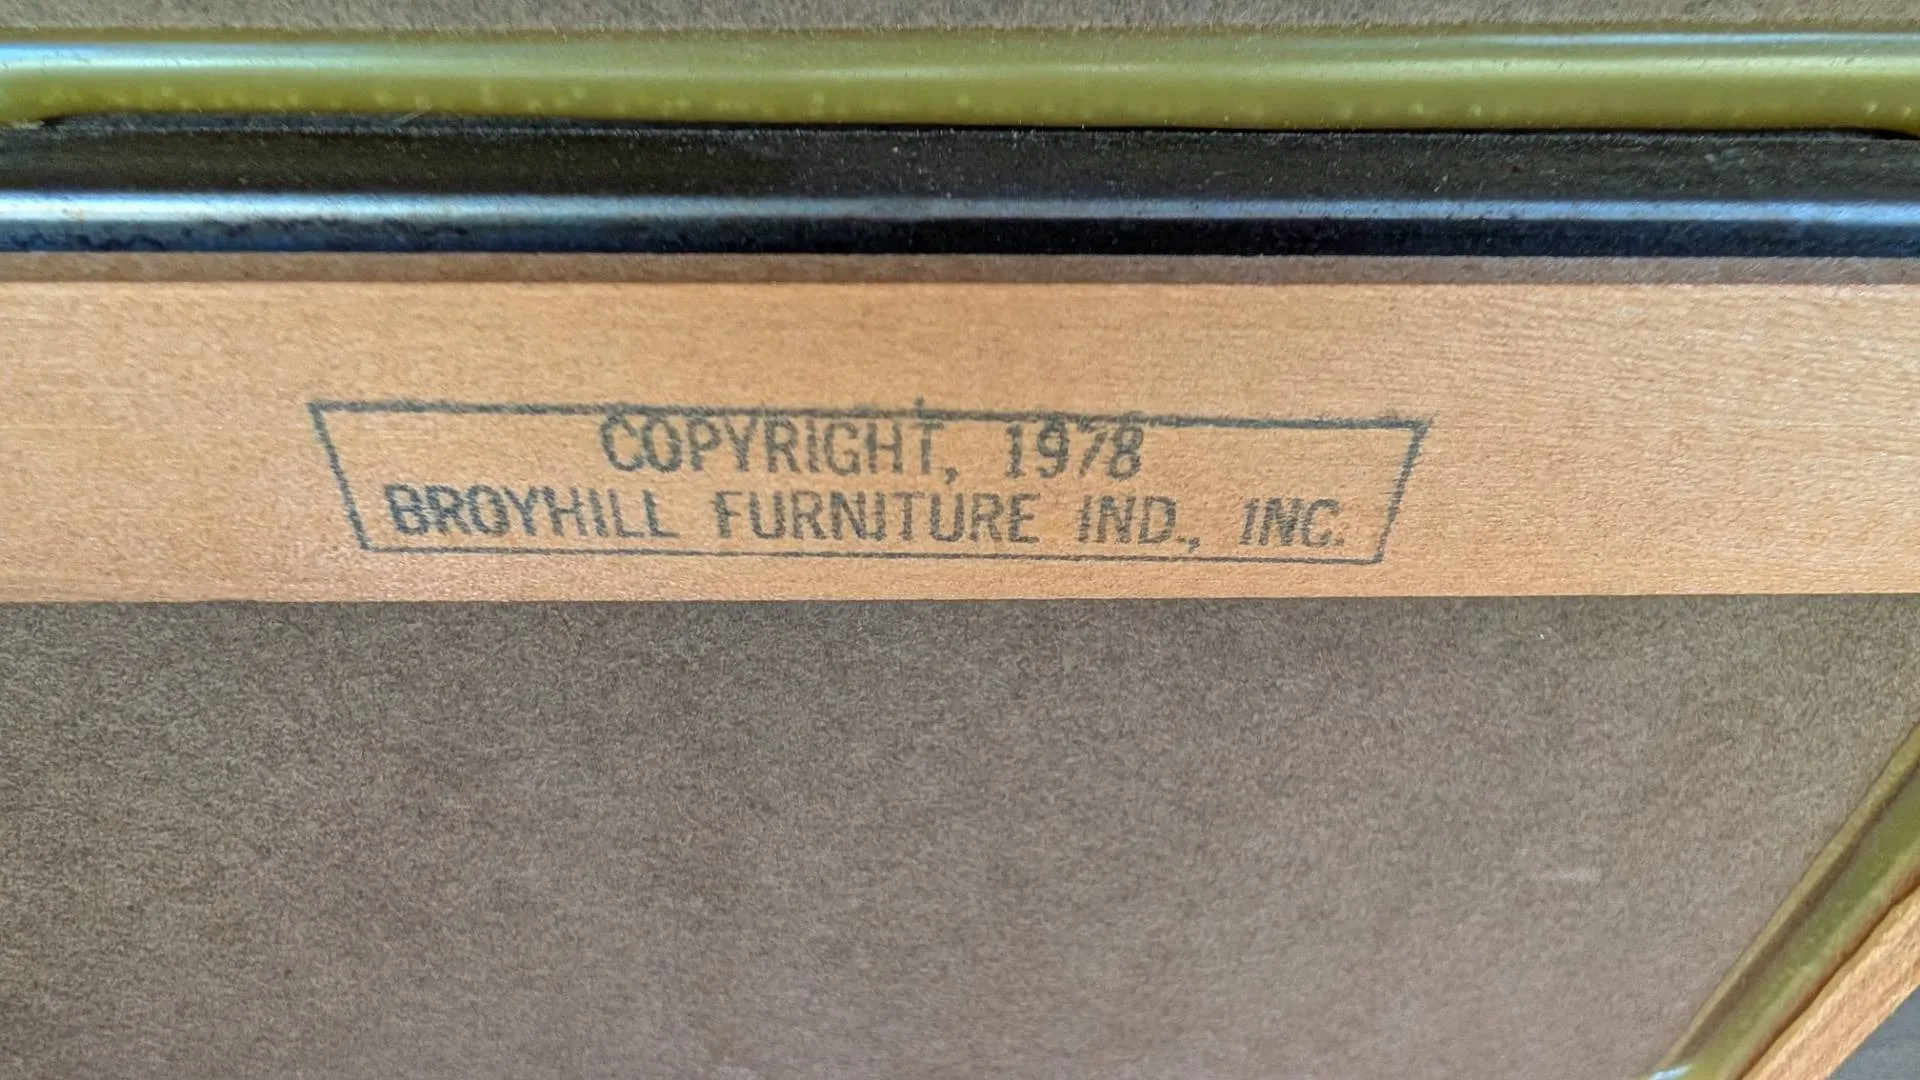 COPYRIGHT, 1978
BROYHILL FURNITURE IND., INC.